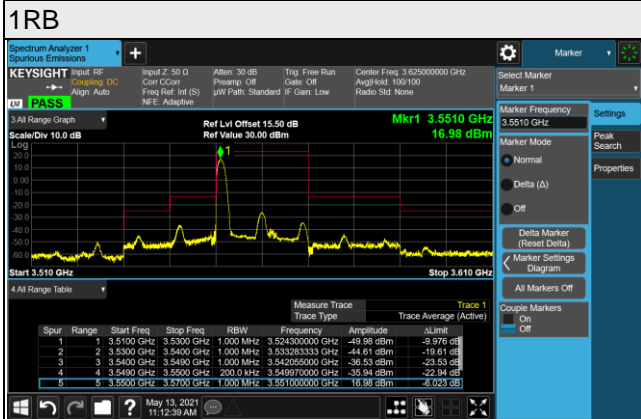 1RB
Spectrum Analyzer 1
Spurious Emissions
Marker
KEYSIGHT Input: RF Input Z: 50 Ω Atten: 30 dB Trig: Free Run Center Freq: 3.625000000 GHz
Coupling: DC Corr CCorr Preamp: Off Gate: Off Avg|Hold: 100/100
Align: Auto Freq Ref: Int (S) µW Path: Standard IF Gain: Low Radio Std: None
NFE: Adaptive
LXI PASS
Select Marker
Marker 1
3 All Range Graph
Ref Lvl Offset 15.50 dB
Mkr1 3.5510 GHz
Scale/Div 10.0 dB
Ref Value 30.00 dBm
16.98 dBm
Log
20.0
10.0
0.00
-10.0
-20.0
-30.0
-40.0
-50.0
-60.0
1
Start 3.510 GHz
Stop 3.610 GHz
Marker Frequency
3.5510 GHz
Settings
Peak Search
Properties
Marker Mode
Normal
Delta (Δ)
Off
Delta Marker
(Reset Delta)
Marker Settings
Diagram
All Markers Off
Couple Markers
On
Off
4 All Range Table
Measure Trace Trace 1
Trace Type Trace Average (Active)
Spur Range Start Freq Stop Freq RBW Frequency Amplitude ΔLimit
1 1 3.5100 GHz 3.5300 GHz 1.000 MHz 3.524300000 GHz -49.98 dBm -9.976 dB
2 2 3.5300 GHz 3.5400 GHz 1.000 MHz 3.533283333 GHz -44.61 dBm -19.61 dB
3 3 3.5400 GHz 3.5490 GHz 1.000 MHz 3.542055000 GHz -36.53 dBm -23.53 dB
4 4 3.5490 GHz 3.5500 GHz 200.0 kHz 3.549970000 GHz -35.94 dBm -22.94 dB
5 5 3.5500 GHz 3.5700 GHz 1.000 MHz 3.551000000 GHz 16.98 dBm -6.023 dB
May 13, 2021
11:12:39 AM